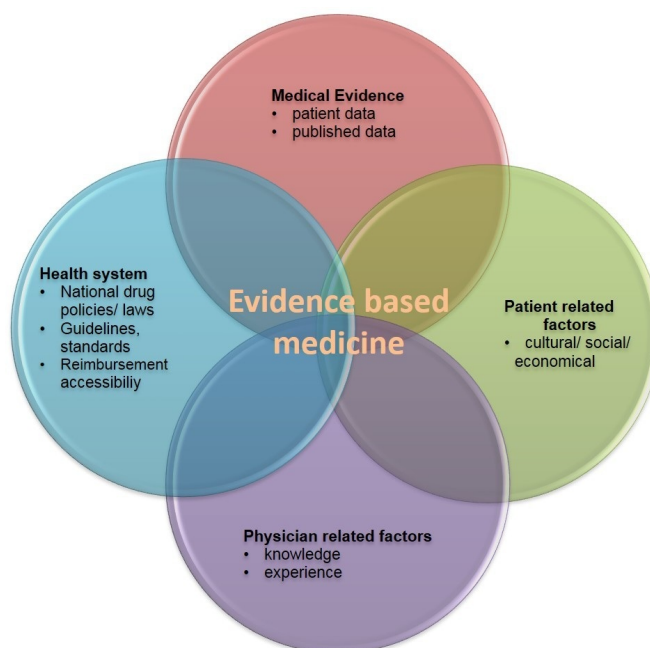 Medical Evidence
• patient data
• published data
Health system
• National drug
policies/ laws
• Guidelines,
standards
• Reimbursement
accessibiliy
Evidence based
medicine
Patient related
factors
• cultural/ social/
economical
Physician related factors
• knowledge
• experience